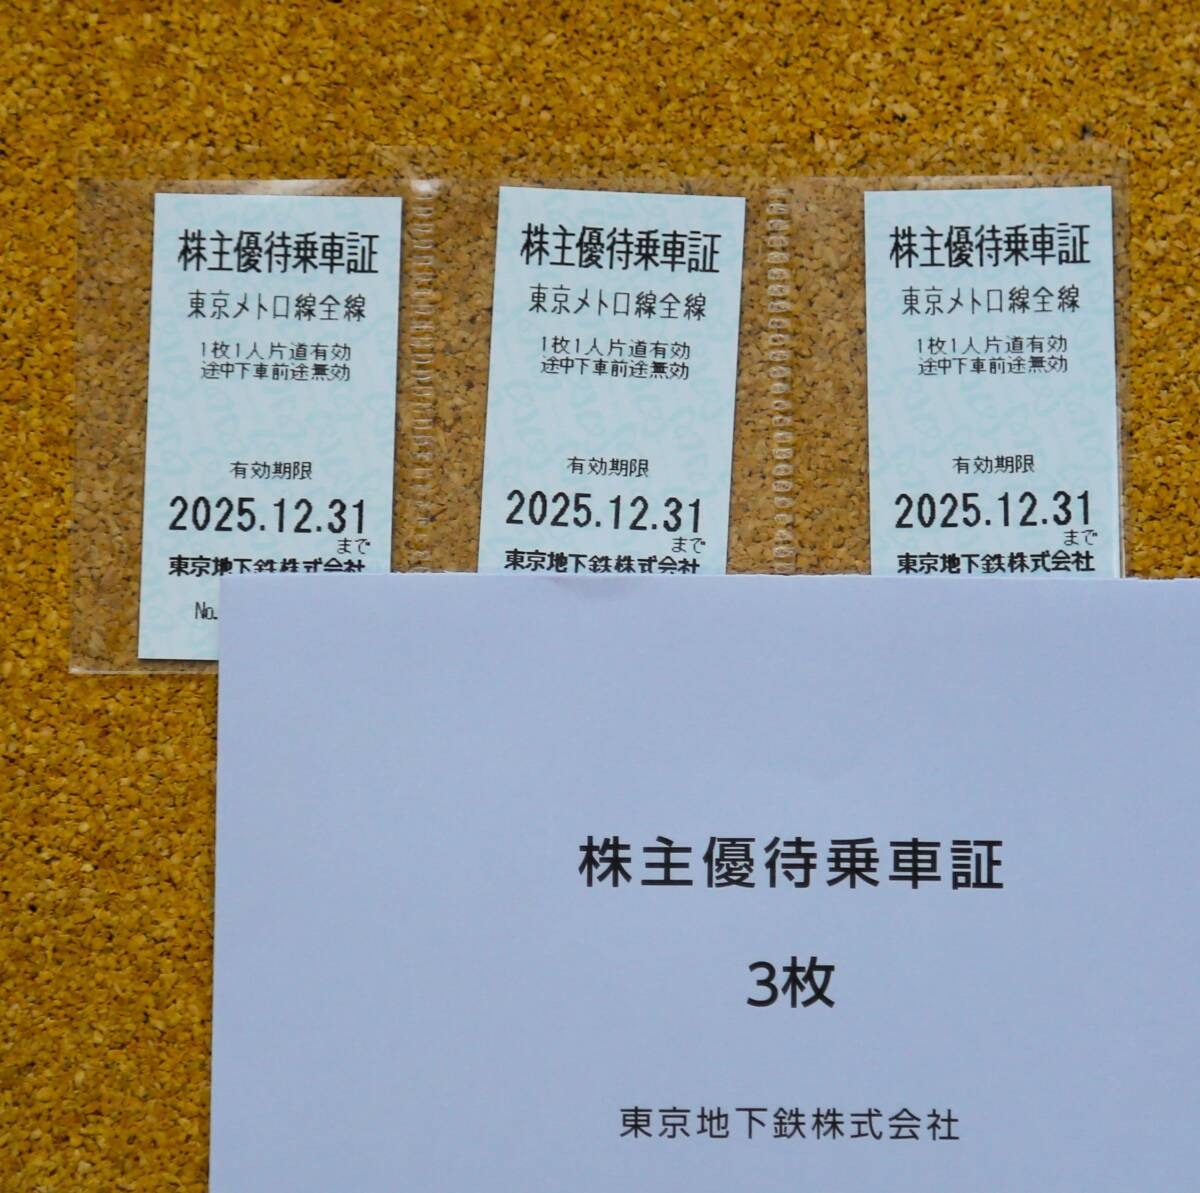 株主優待乗車証
東京メトロ線全線
1枚1人片道有効
途中下車前途無効
有効期限
2025.12.31
まで
東京地下鉄株式会社
No.
株主優待乗車証
東京メトロ線全線
1枚1人片道有効
途中下車前途無効
有効期限
2025.12.31
まで
東京地下鉄株式会社
株主優待乗車証
東京メトロ線全線
1枚1人片道有効
途中下車前途無効
有効期限
2025.12.31
まで
東京地下鉄株式会社
株主優待乗車証
3枚
東京地下鉄株式会社